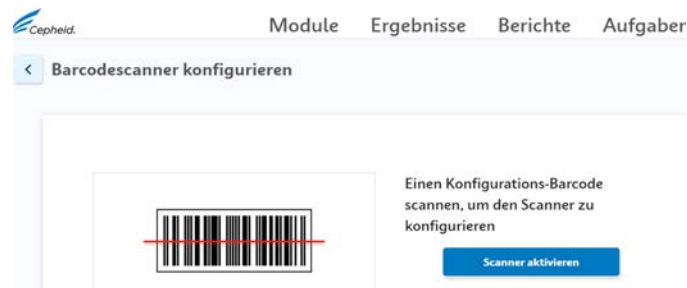 Cepheid.
Module Ergebnisse Berichte Aufgaben
Barcodescanner konfigurieren
Einen Konfigurations-Barcode
scannen, um den Scanner zu
konfigurieren
Scanner aktivieren